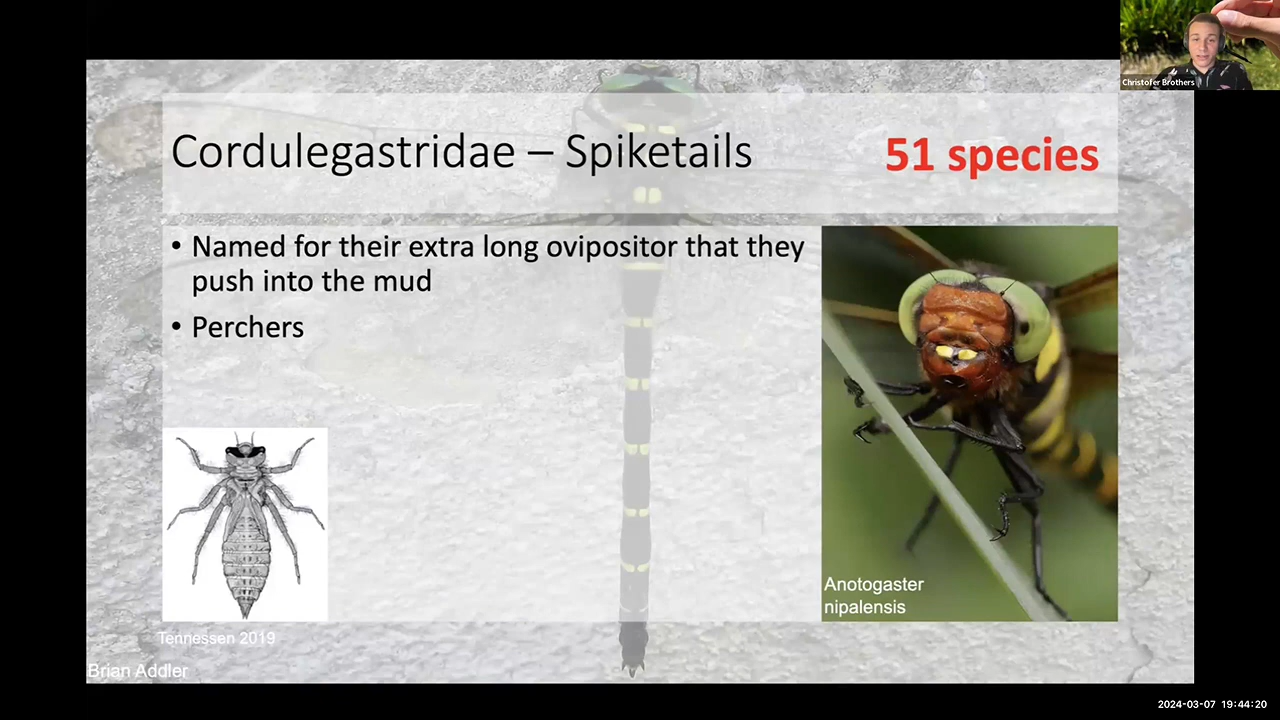 Christofer Brothers
Cordulegastridae – Spiketails
51 species
• Named for their extra long ovipositor that they
push into the mud
• Perchers
Anotogaster
nipalensis
Tennessen 2019
Brian Addler
2024-03-07 19:44:20